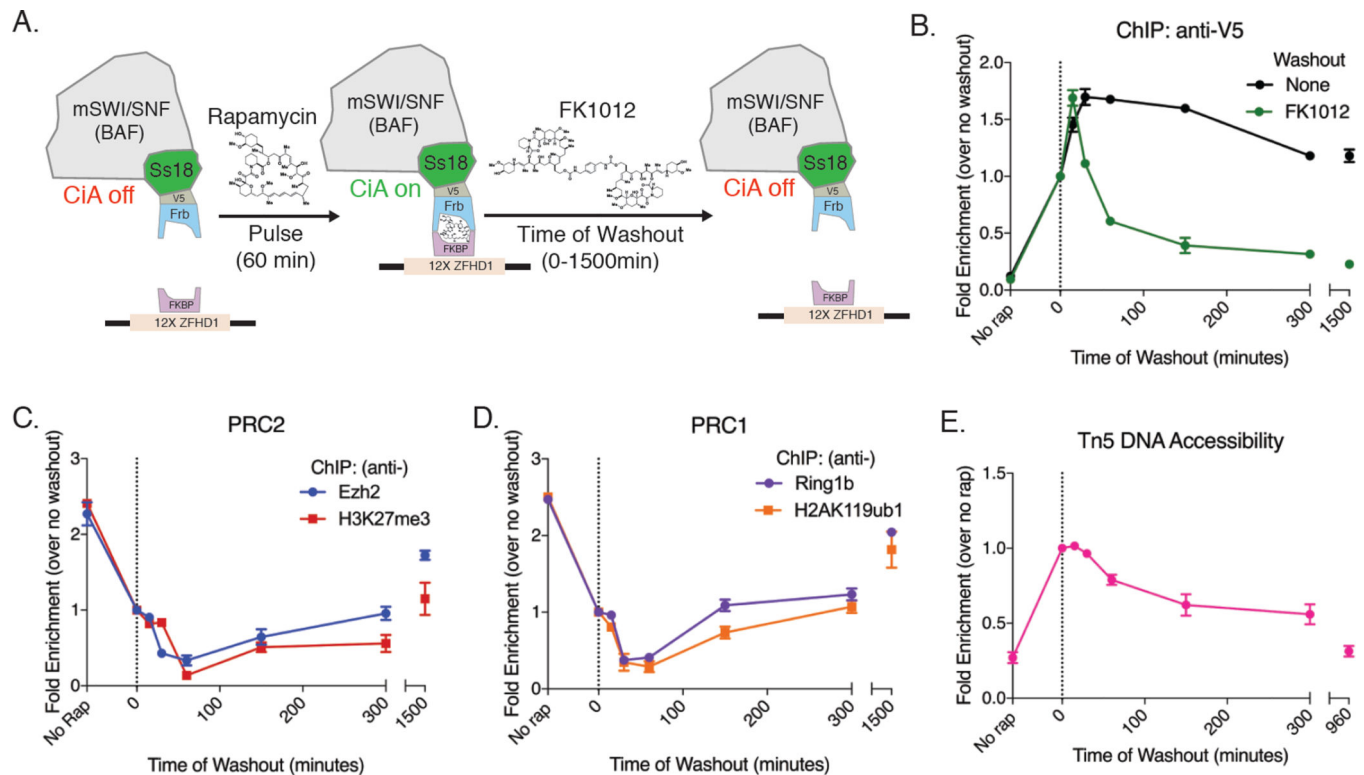 A.
mSWI/SNF
(BAF)
Ss18
CiA off
V5
Frb
FKBP
12X ZFHD1
Rapamycin
Pulse
(60 min)
mSWI/SNF
(BAF)
Ss18
CiA on
V5
Frb
FKBP
12X ZFHD1
FK1012
Time of Washout
(0-1500min)
mSWI/SNF
(BAF)
Ss18
CiA off
V5
Frb
FKBP
12X ZFHD1
B.
ChIP: anti-V5
Washout
None
FK1012
Fold Enrichment (over no washout)
2.0
1.5
1.0
0.5
0.0
No rap
0
100
200
300
1500
Time of Washout (minutes)
C.
PRC2
ChIP: (anti-)
Ezh2
H3K27me3
Fold Enrichment (over no washout)
3
2
1
0
No Rap
0
100
200
300
1500
Time of Washout (minutes)
D.
PRC1
ChIP: (anti-)
Ring1b
H2AK119ub1
Fold Enrichment (over no washout)
3
2
1
0
No rap
0
100
200
300
1500
Time of Washout (minutes)
E.
Tn5 DNA Accessibility
Fold Enrichment (over no rap)
1.5
1.0
0.5
0.0
No rap
0
100
200
300
960
Time of Washout (minutes)